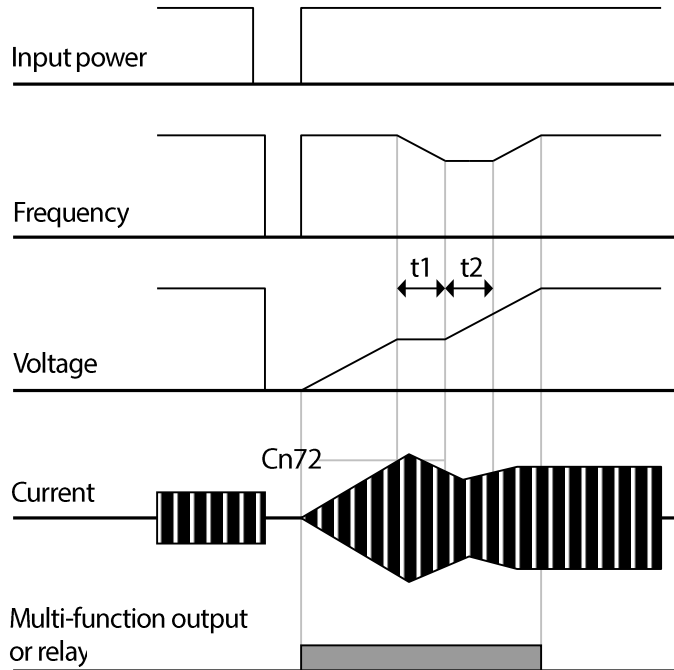 Input power
Frequency
t1 t2
Voltage
Cn72
Current
Multi-function output
or relay